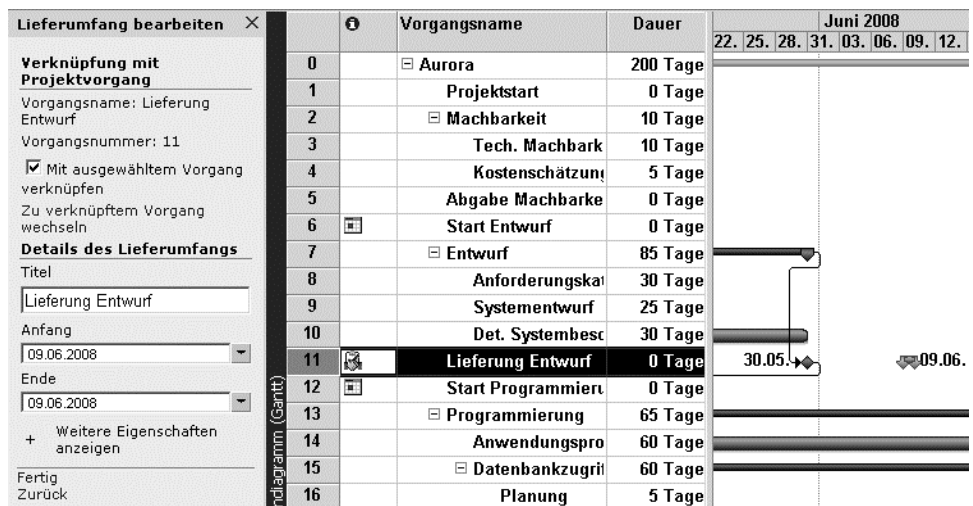 Lieferumfang bearbeiten
Verknüpfung mit
Projektvorgang
Vorgangsname: Lieferung
Entwurf
Vorgangsnummer: 11
Mit ausgewähltem Vorgang
verknüpfen
Zu verknüpftem Vorgang
wechseln
Details des Lieferumfangs
Titel
Lieferung Entwurf
Anfang
09.06.2008
Ende
09.06.2008
+ Weitere Eigenschaften
anzeigen
Fertig
Zurück
ndiagramm (Gantt)
Vorgangsname Dauer Juni 2008
22. 25. 28. 31. 03. 06. 09. 12.
0 Aurora 200 Tage
1 Projektstart 0 Tage
2 Machbarkeit 10 Tage
3 Tech. Machbark 10 Tage
4 Kostenschätzung 5 Tage
5 Abgabe Machbarke 0 Tage
6 Start Entwurf 0 Tage
7 Entwurf 85 Tage
8 Anforderungskat 30 Tage
9 Systementwurf 25 Tage
10 Det. Systembesc 30 Tage
11 Lieferung Entwurf 0 Tage 30.05. 09.06.
12 Start Programmieru 0 Tage
13 Programmierung 65 Tage
14 Anwendungspro 60 Tage
15 Datenbankzugrif 60 Tage
16 Planung 5 Tage